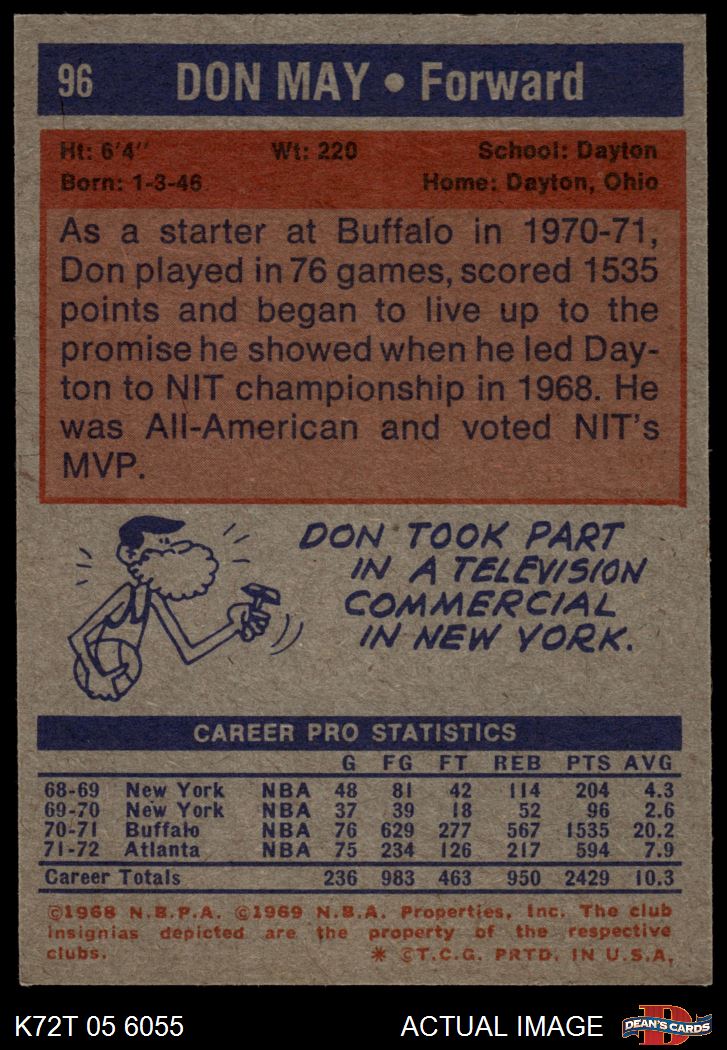 96 DON MAY • Forward
Ht: 6'4'' Wt: 220 School: Dayton
Born: 1-3-46 Home: Dayton, Ohio
As a starter at Buffalo in 1970-71,
Don played in 76 games, scored 1535
points and began to live up to the
promise he showed when he led Day-
ton to NIT championship in 1968. He
was All-American and voted NIT's
MVP.
DON TOOK PART
IN A TELEVISION
COMMERCIAL
IN NEW YORK.
CAREER PRO STATISTICS
G FG FT REB PTS AVG
68-69 New York NBA 48 81 42 114 204 4.3
69-70 New York NBA 37 39 18 52 96 2.6
70-71 Buffalo NBA 76 629 277 567 1535 20.2
71-72 Atlanta NBA 75 234 126 217 594 7.9
Career Totals 236 983 463 950 2429 10.3
©1968 N.B.P.A. ©1969 N.B.A. Properties, Inc. The club
insignias depicted are the property of the respective
clubs. * ©T.C.G. PRTD. IN U.S.A.
K72T 05 6055 ACTUAL IMAGE D DEAN'S CARDS